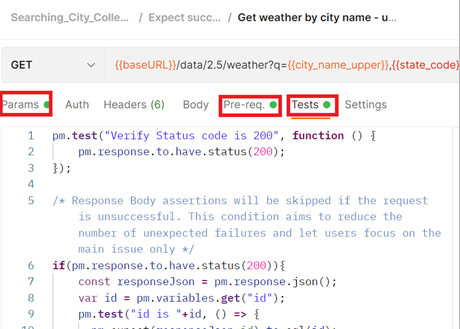 Searching_City_Colle... / Expect succ... / Get weather by city name - u...
GET {{baseURL}}/data/2.5/weather?q={{city_name_upper}},{{state_code}
Params Auth Headers (6) Body Pre-req. Tests Settings
1 pm.test("Verify Status code is 200", function () {
2 pm.response.to.have.status(200);
3 });
4
5 /* Response Body assertions will be skipped if the request
is unsuccessful. This condition aims to reduce the
number of unexpected failures and let users focus on the
main issue only */
6 if(pm.response.to.have.status(200)){
7 const responseJson = pm.response.json();
8 var id = pm.variables.get("id");
9 pm.test("id is "+id, () => {